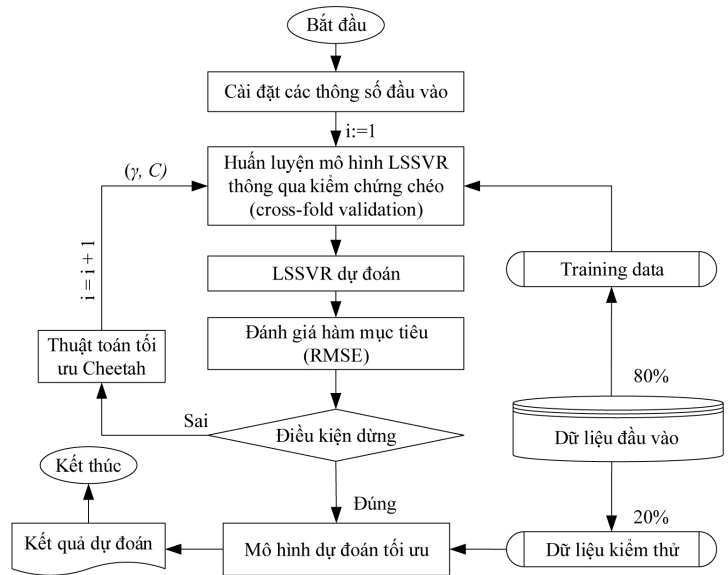 Bắt đầu
Cài đặt các thông số đầu vào
i:=1
(γ, C)
Huấn luyện mô hình LSSVR
thông qua kiểm chứng chéo
(cross-fold validation)
i = i + 1
LSSVR dự đoán
Training data
Đánh giá hàm mục tiêu
(RMSE)
Thuật toán tối
ưu Cheetah
80%
Sai
Điều kiện dừng
Dữ liệu đầu vào
Kết thúc
Đúng
20%
Kết quả dự đoán
Mô hình dự đoán tối ưu
Dữ liệu kiểm thử